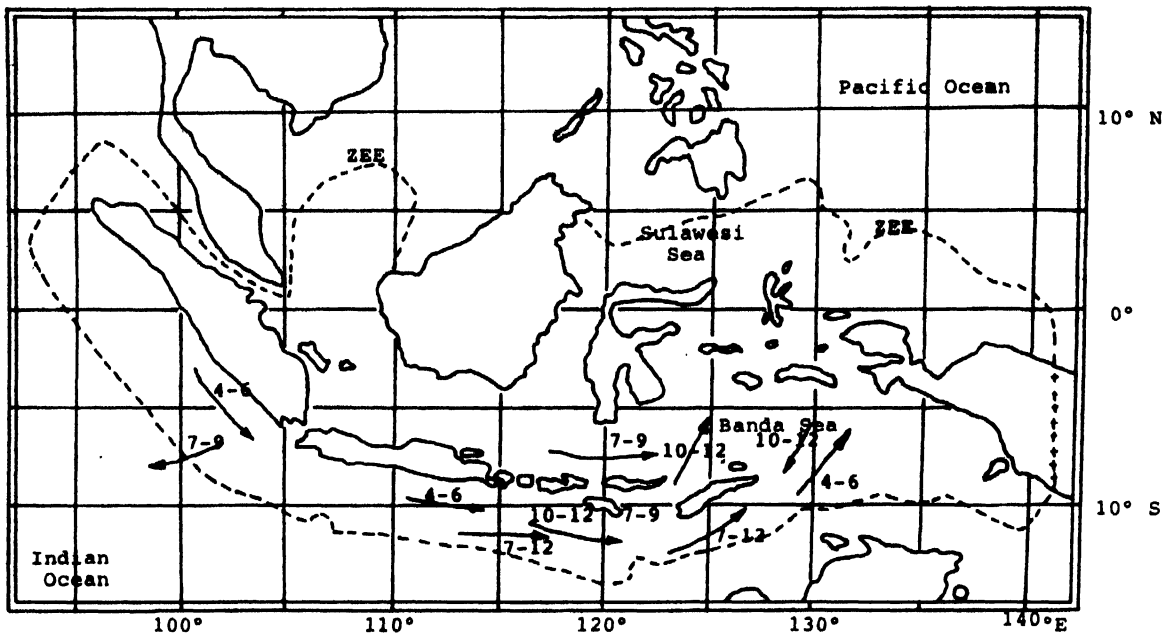 Pacific Ocean
10° N
ZEE
ZEE
Sulawesi
Sea
0°
4-6
Banda Sea
7-9
7-9
10-12
10-12
4-6
4-6
10-12
7-9
10° S
7-12
7-12
Indian
Ocean
100°
110°
120°
130°
140°E